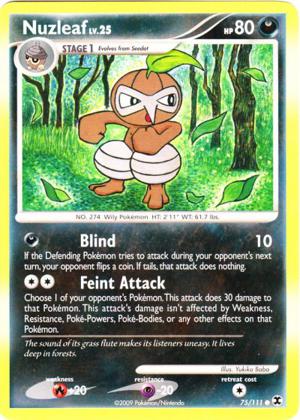 Nuzleaf LV.25 HP 80
STAGE 1 Evolves from Seedot
NO. 274 Wily Pokémon HT: 2'11" WT: 61.7 lbs.
Blind 10
If the Defending Pokémon tries to attack during your opponent's next
turn, your opponent flips a coin. If tails, that attack does nothing.
Feint Attack
Choose 1 of your opponent's Pokémon. This attack does 30 damage to
that Pokémon. This attack's damage isn't affected by Weakness,
Resistance, Poké-Powers, Poké-Bodies, or any other effects on that
Pokémon.
The sound of its grass flute makes its listeners uneasy. It lives
deep in forests.
Illus. Yukiko Baba
weakness resistance retreat cost
+20 -20
©2009 Pokémon/Nintendo 75/111